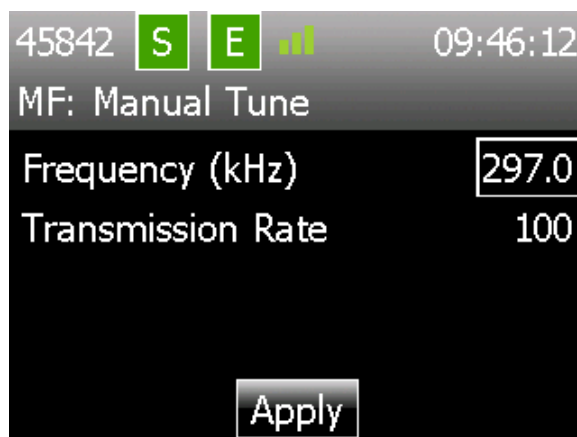 45842 S E 09:46:12
MF: Manual Tune
Frequency (kHz) 297.0
Transmission Rate 100
Apply